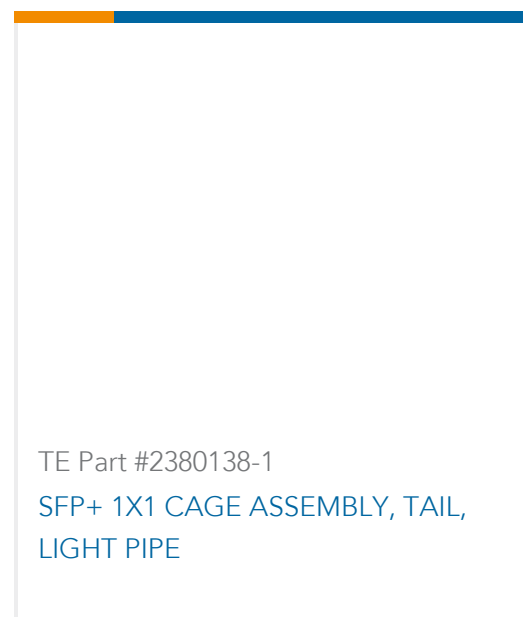 TE Part #2380138-1
SFP+ 1X1 CAGE ASSEMBLY, TAIL,
LIGHT PIPE